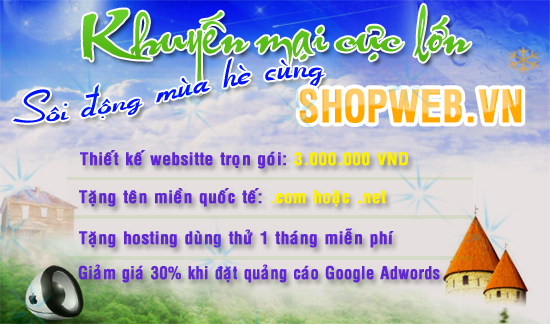 Khuyến mại cực lớn
Sôi động mùa hè cùng
SHOPWEB.VN
Thiết kế websitte trọn gói: 3.000.000 VND
Tặng tên miền quốc tế: .com hoặc .net
Tặng hosting dùng thử 1 tháng miễn phí
Giảm giá 30% khi đặt quảng cáo Google Adwords